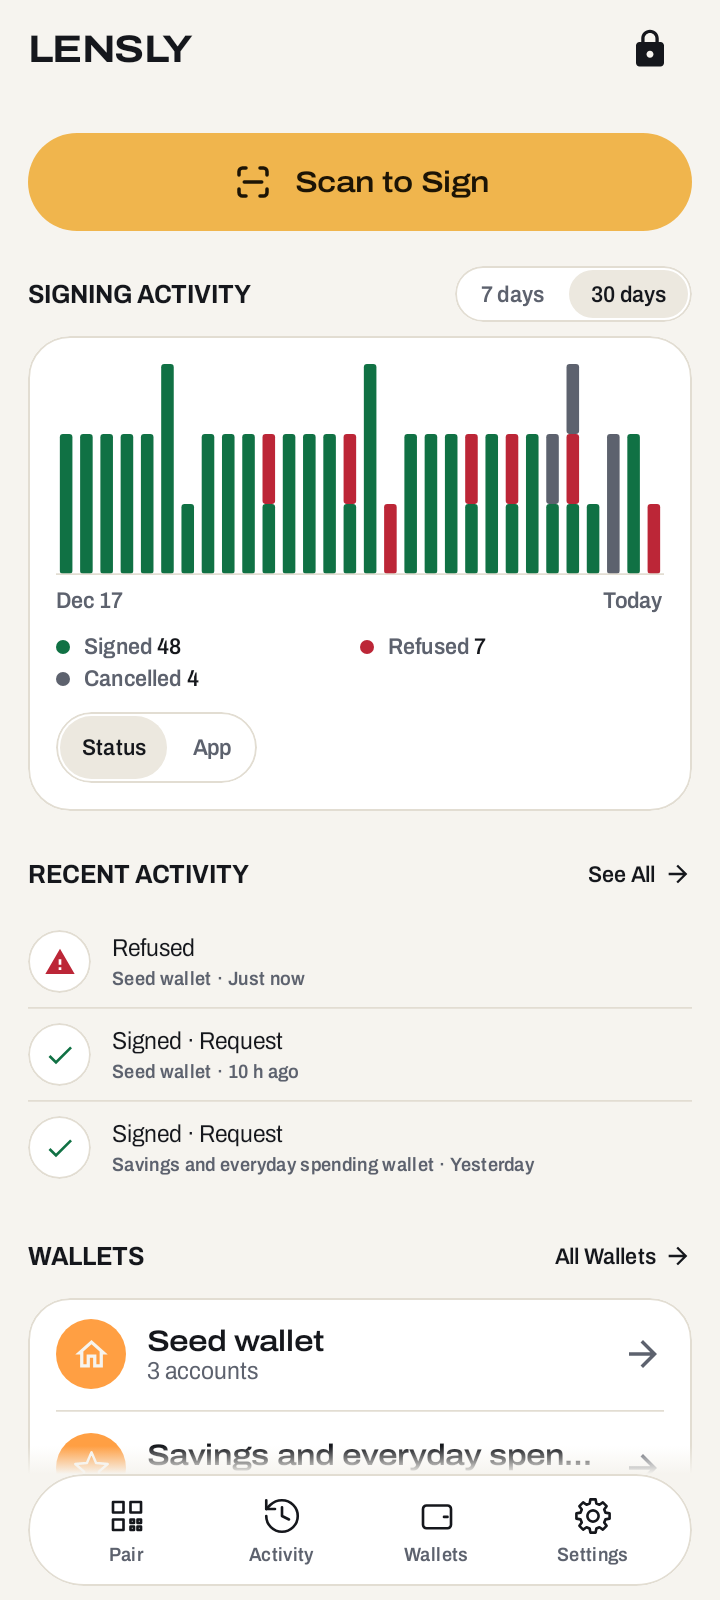 LENSLY
Scan to Sign
SIGNING ACTIVITY
7 days
30 days
Dec 17
Today
Signed 48
Refused 7
Cancelled 4
Status
App
RECENT ACTIVITY
See All
Refused
Seed wallet · Just now
Signed · Request
Seed wallet · 10 h ago
Signed · Request
Savings and everyday spending wallet · Yesterday
WALLETS
All Wallets
Seed wallet
3 accounts
Savings and everyday spen...
Pair
Activity
Wallets
Settings